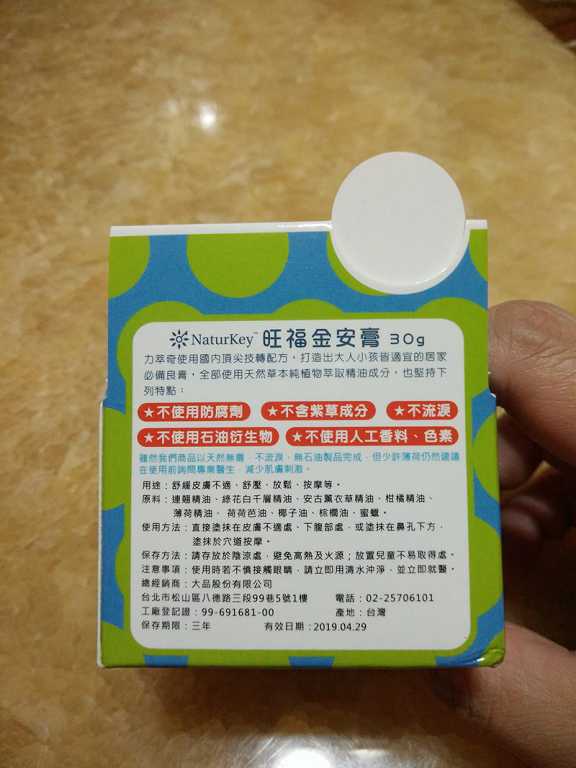 NaturKey™ 旺福金安膏 30g
力萃奇使用國內頂尖技轉配方，打造出大人小孩皆適宜的居家
必備良膏，全部使用天然草本純植物萃取精油成分，也堅持下
列特點：
★不使用防腐劑 ★不含紫草成分 ★不流淚
★不使用石油衍生物 ★不使用人工香料、色素
雖然我們商品以天然無毒、不流淚、無石油製品完成，但少許薄荷仍然建議
在使用前詢問專業醫生，減少肌膚刺激。
用途：舒緩皮膚不適、舒壓、放鬆、按摩等。
原料：連翹精油、綠花白千層精油、安古薰衣草精油、柑橘精油、
薄荷精油、荷荷芭油、椰子油、棕櫚油、蜜蠟。
使用方法：直接塗抹在皮膚不適處、下腹部處，或塗抹在鼻孔下方，
塗抹於穴道按摩。
保存方法：請存放於陰涼處，避免高熱及火源；放置兒童不易取得處。
注意事項：使用時若不慎接觸眼睛，請立即用清水沖淨，並立即就醫。
總經銷商：大品股份有限公司
台北市松山區八德路三段99巷5號1樓 電話：02-25706101
工廠登記證：99-691681-00 產地：台灣
保存期限：三年 有效日期：2019.04.29